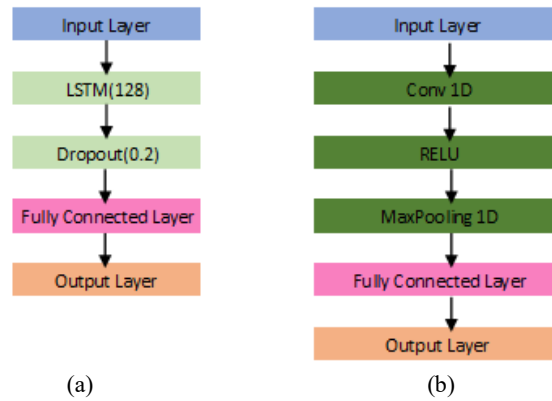 Input Layer
LSTM(128)
Dropout(0.2)
Fully Connected Layer
Output Layer
(a)
Input Layer
Conv 1D
RELU
MaxPooling 1D
Fully Connected Layer
Output Layer
(b)